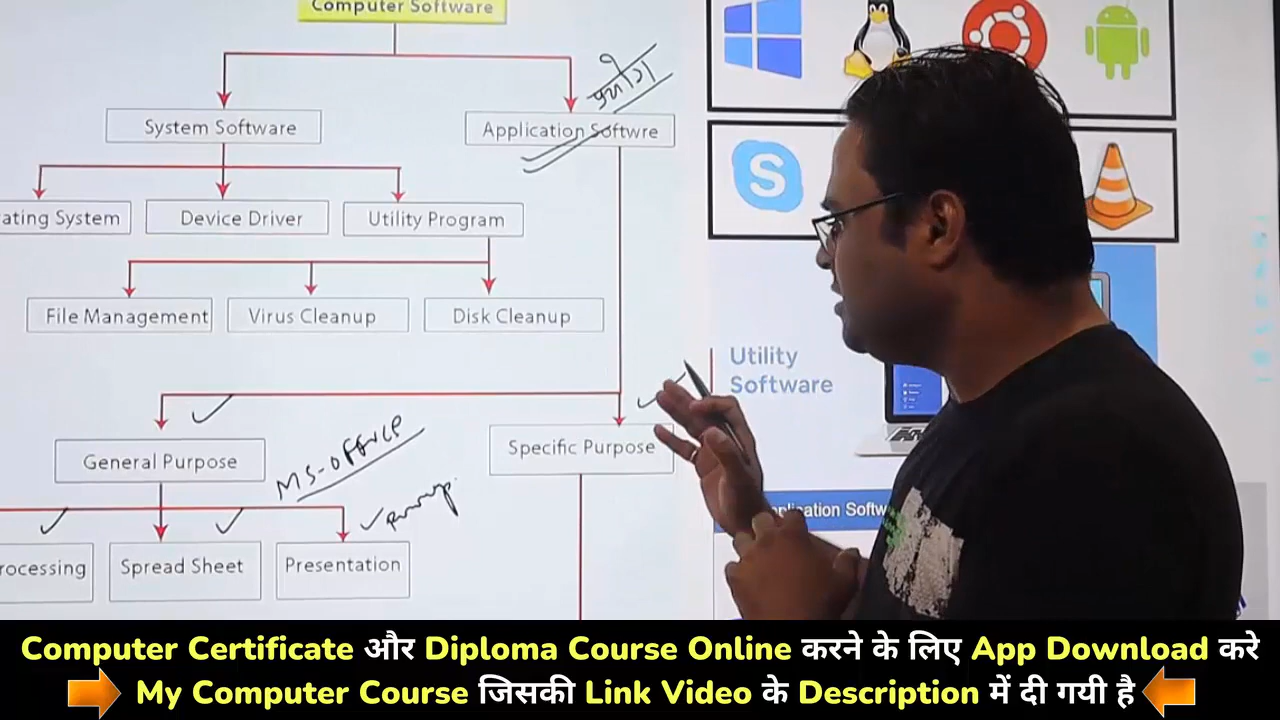 Computer Software
प्रयोग
System Software
Application Softwre
ating System
Device Driver
Utility Program
File Management
Virus Cleanup
Disk Cleanup
Utility
Software
General Purpose
MS-OFFICE
Specific Purpose
Application Softw
rocessing
Spread Sheet
Presentation
Computer Certificate और Diploma Course Online करने के लिए App Download करे
My Computer Course जिसकी Link Video के Description में दी गयी है